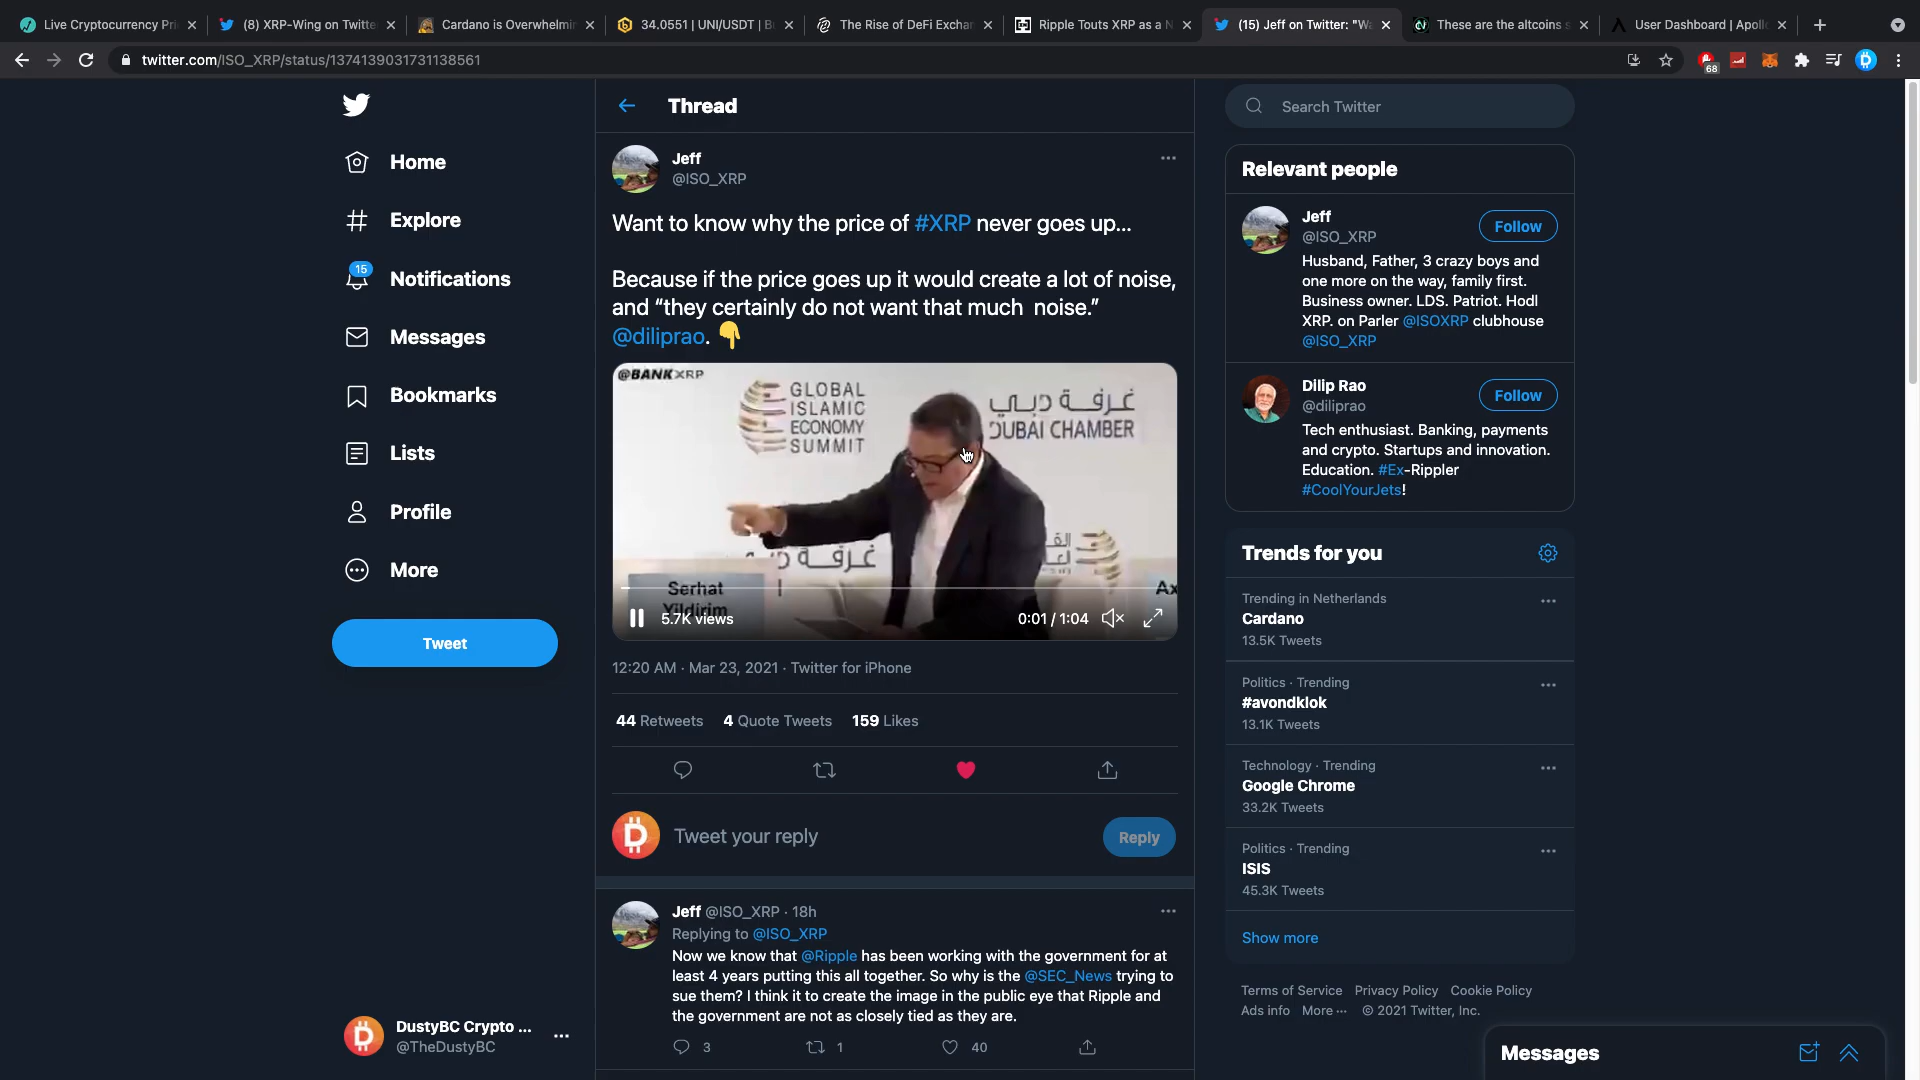 Live Cryptocurrency Pri
(8) XRP-Wing on Twitte
Cardano is Overwhelmin
34.0551 | UNI/USDT | B
The Rise of DeFi Exchan
Ripple Touts XRP as a N
(15) Jeff on Twitter: "Wa
These are the altcoins s
User Dashboard | Apoll
twitter.com/ISO_XRP/status/1374139031731138561
68
Home
Explore
15
Notifications
Messages
Bookmarks
Lists
Profile
More
Tweet
DustyBC Crypto ...
@TheDustyBC
Thread
Jeff
@ISO_XRP
Want to know why the price of #XRP never goes up...
Because if the price goes up it would create a lot of noise,
and “they certainly do not want that much  noise.”
@diliprao. 👇
@BANKXRP
GLOBAL
ISLAMIC
ECONOMY
SUMMIT
غرفة دبي
DUBAI CHAMBER
غرفة دبي
Serhat
Yildirim
Ax
5.7K views
0:01 / 1:04
12:20 AM · Mar 23, 2021 · Twitter for iPhone
44 Retweets 4 Quote Tweets 159 Likes
Tweet your reply
Reply
Jeff @ISO_XRP · 18h
Replying to @ISO_XRP
Now we know that @Ripple has been working with the government for at
least 4 years putting this all together. So why is the @SEC_News trying to
sue them? I think it to create the image in the public eye that Ripple and
the government are not as closely tied as they are.
3 1 40
Search Twitter
Relevant people
Jeff
@ISO_XRP
Follow
Husband, Father, 3 crazy boys and
one more on the way, family first.
Business owner. LDS. Patriot. Hodl
XRP. on Parler @ISOXRP clubhouse
@ISO_XRP
Dilip Rao
@diliprao
Follow
Tech enthusiast. Banking, payments
and crypto. Startups and innovation.
Education. #Ex-Rippler
#CoolYourJets!
Trends for you
Trending in Netherlands
Cardano
13.5K Tweets
Politics · Trending
#avondklok
13.1K Tweets
Technology · Trending
Google Chrome
33.2K Tweets
Politics · Trending
ISIS
45.3K Tweets
Show more
Terms of Service Privacy Policy Cookie Policy
Ads info More ··· © 2021 Twitter, Inc.
Messages